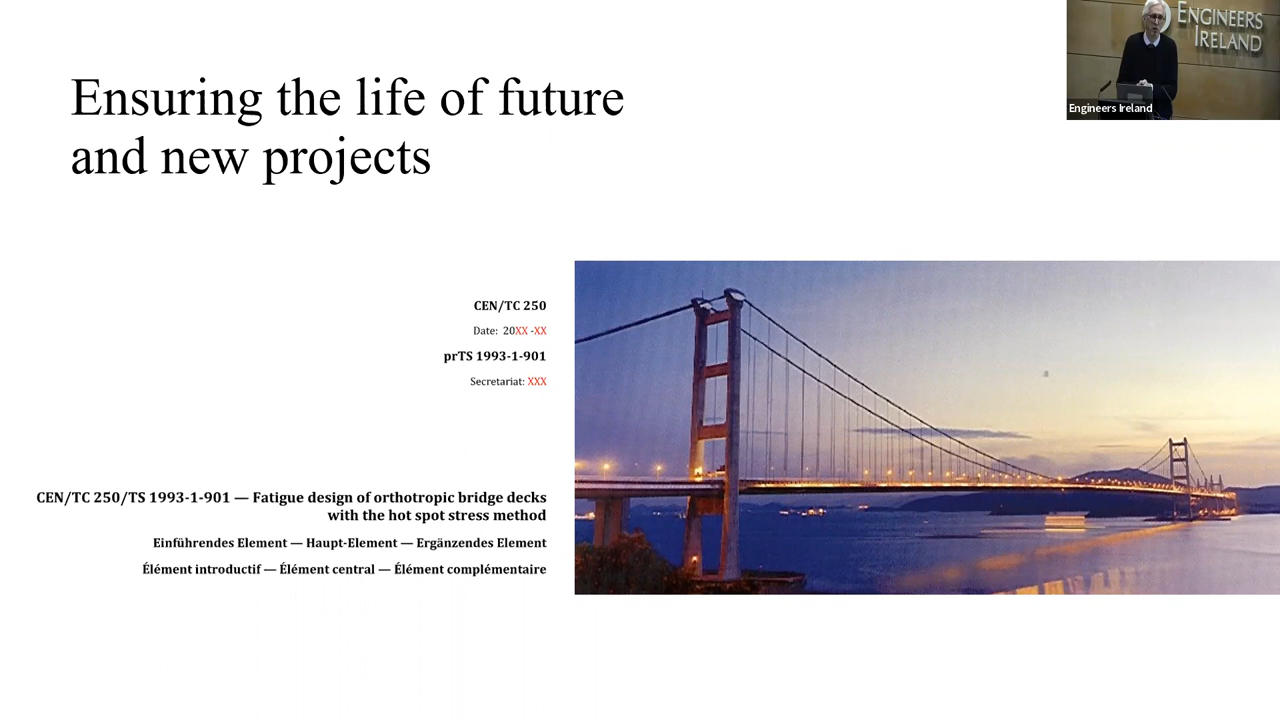 Ensuring the life of future
and new projects
ENGINEERS
IRELAND
Engineers Ireland
CEN/TC 250
Date: 20XX -XX
prTS 1993-1-901
Secretariat: XXX
CEN/TC 250/TS 1993-1-901 — Fatigue design of orthotropic bridge decks
with the hot spot stress method
Einführendes Element — Haupt-Element — Ergänzendes Element
Élément introductif — Élément central — Élément complémentaire